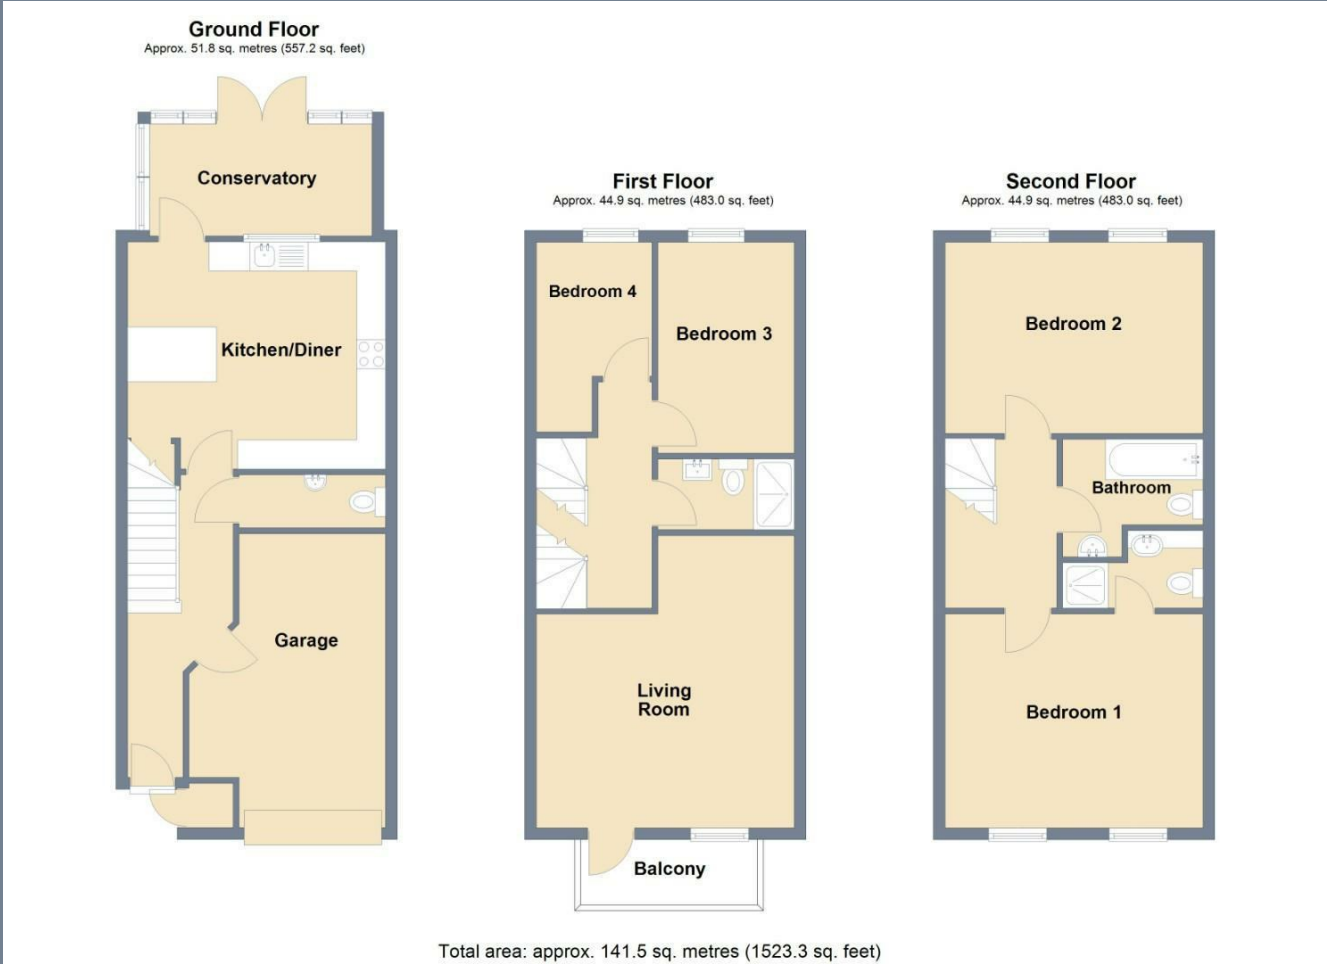 Ground Floor
Approx. 51.8 sq. metres (557.2 sq. feet)
Conservatory
Kitchen/Diner
Garage
First Floor
Approx. 44.9 sq. metres (483.0 sq. feet)
Bedroom 4
Bedroom 3
Living
Room
Balcony
Second Floor
Approx. 44.9 sq. metres (483.0 sq. feet)
Bedroom 2
Bathroom
Bedroom 1
Total area: approx. 141.5 sq. metres (1523.3 sq. feet)